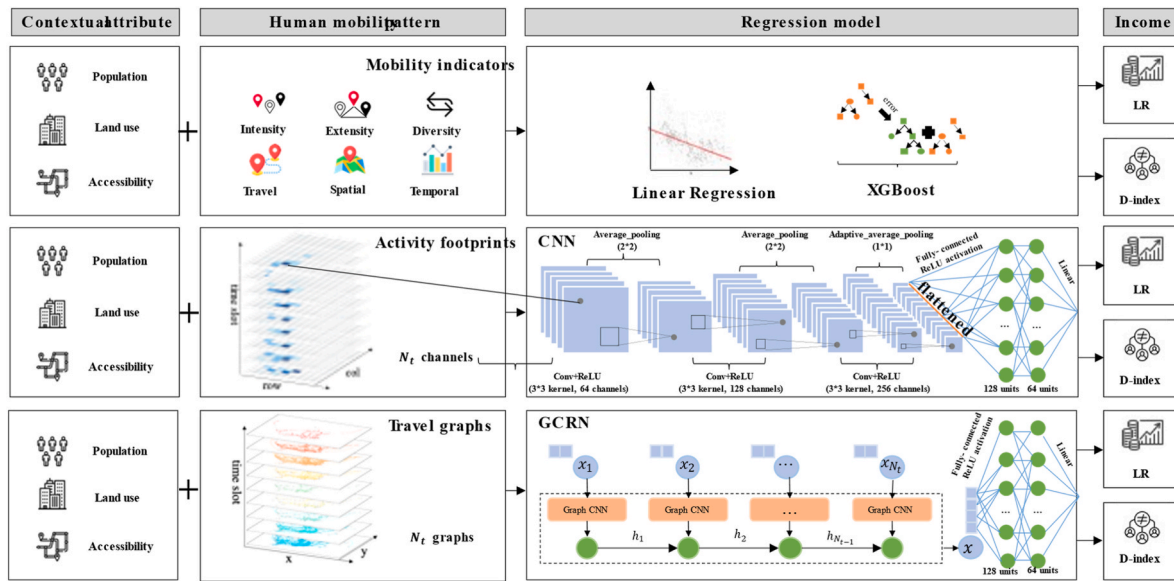 Contextual attribute
Human mobility pattern
Regression model
Income
Population
Land use
Accessibility
+
Mobility indicators
Intensity
Extensity
Diversity
Travel
Spatial
Temporal
Linear Regression
error
XGBoost
LR
D-index
Population
Land use
Accessibility
+
Activity footprints
time slot
row
col
N_t channels
CNN
Average_pooling
(2*2)
Average_pooling
(2*2)
Adaptive_average_pooling
(1*1)
Conv+ReLU
(3*3 kernel, 64 channels)
Conv+ReLU
(3*3 kernel, 128 channels)
Conv+ReLU
(3*3 kernel, 256 channels)
flattened
Fully- connected
ReLU activation
Linear
...
...
128 units
64 units
LR
D-index
Population
Land use
Accessibility
+
Travel graphs
time slot
x
y
N_t graphs
GCRN
x_1
x_2
...
x_{N_t}
Graph CNN
Graph CNN
...
Graph CNN
h_1
h_2
h_{N_{t-1}}
x
Fully- connected
ReLU activation
Linear
...
...
128 units
64 units
LR
D-index